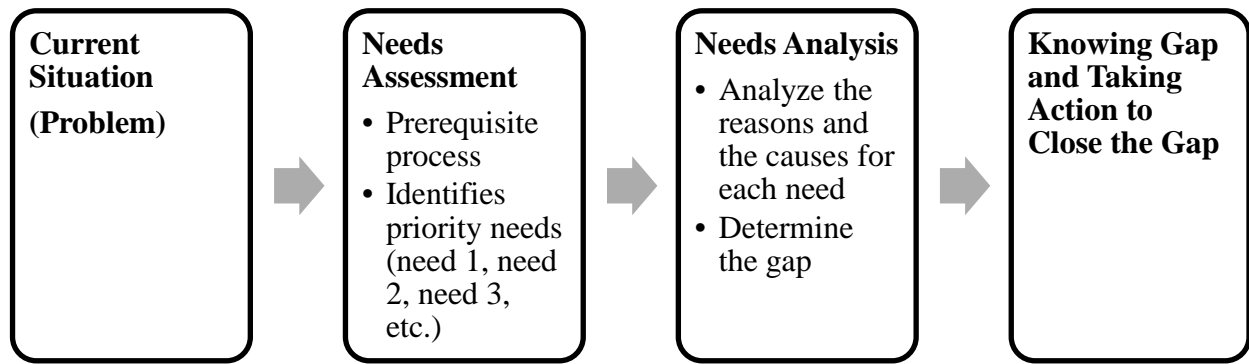 Current
Situation
(Problem)
Needs
Assessment
• Prerequisite
process
• Identifies
priority needs
(need 1, need
2, need 3,
etc.)
Needs Analysis
• Analyze the
reasons and
the causes for
each need
• Determine
the gap
Knowing Gap
and Taking
Action to
Close the Gap